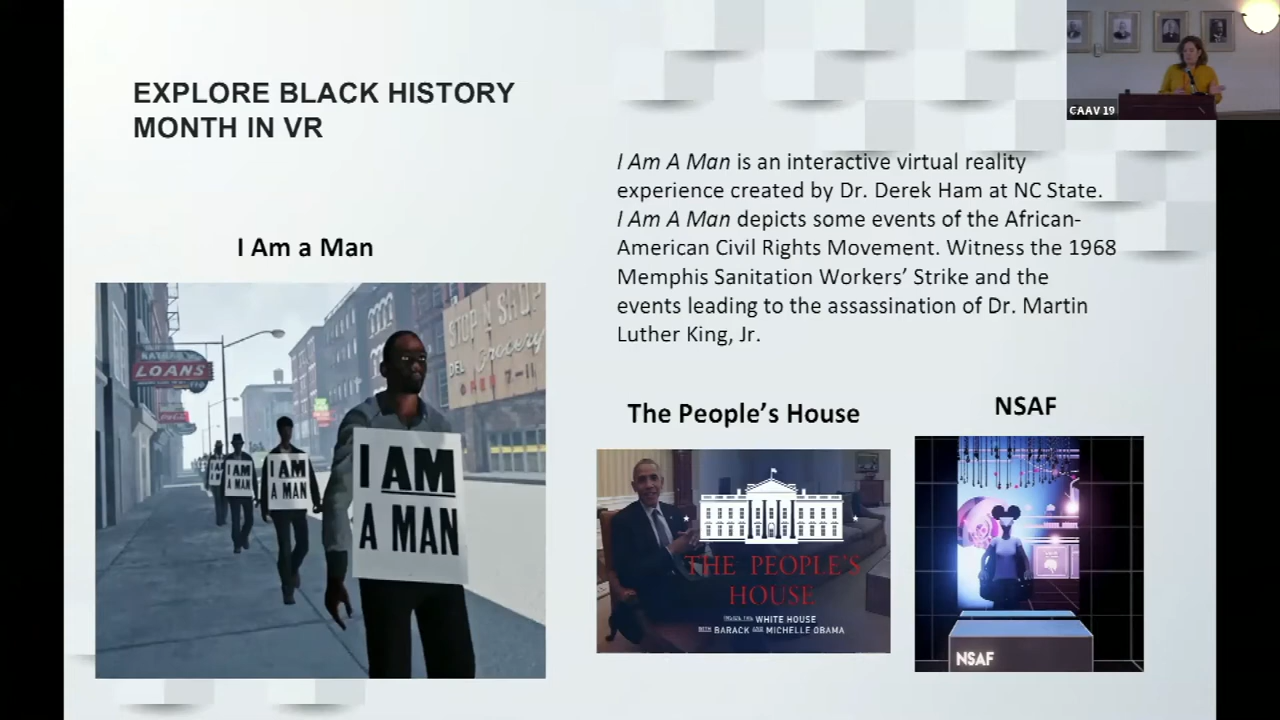 EXPLORE BLACK HISTORY
MONTH IN VR
CAAV 19
I Am A Man is an interactive virtual reality
experience created by Dr. Derek Ham at NC State.
I Am A Man depicts some events of the African-
American Civil Rights Movement. Witness the 1968
Memphis Sanitation Workers’ Strike and the
events leading to the assassination of Dr. Martin
Luther King, Jr.
I Am a Man
STOP N SHOP
Grocery
DEL
7-11
LOANS
I AM
A MAN
I AM
A MAN
I AM
A MAN
The People’s House
THE PEOPLE'S
HOUSE
INSIDE THE WHITE HOUSE
WITH BARACK AND MICHELLE OBAMA
NSAF
NSAF